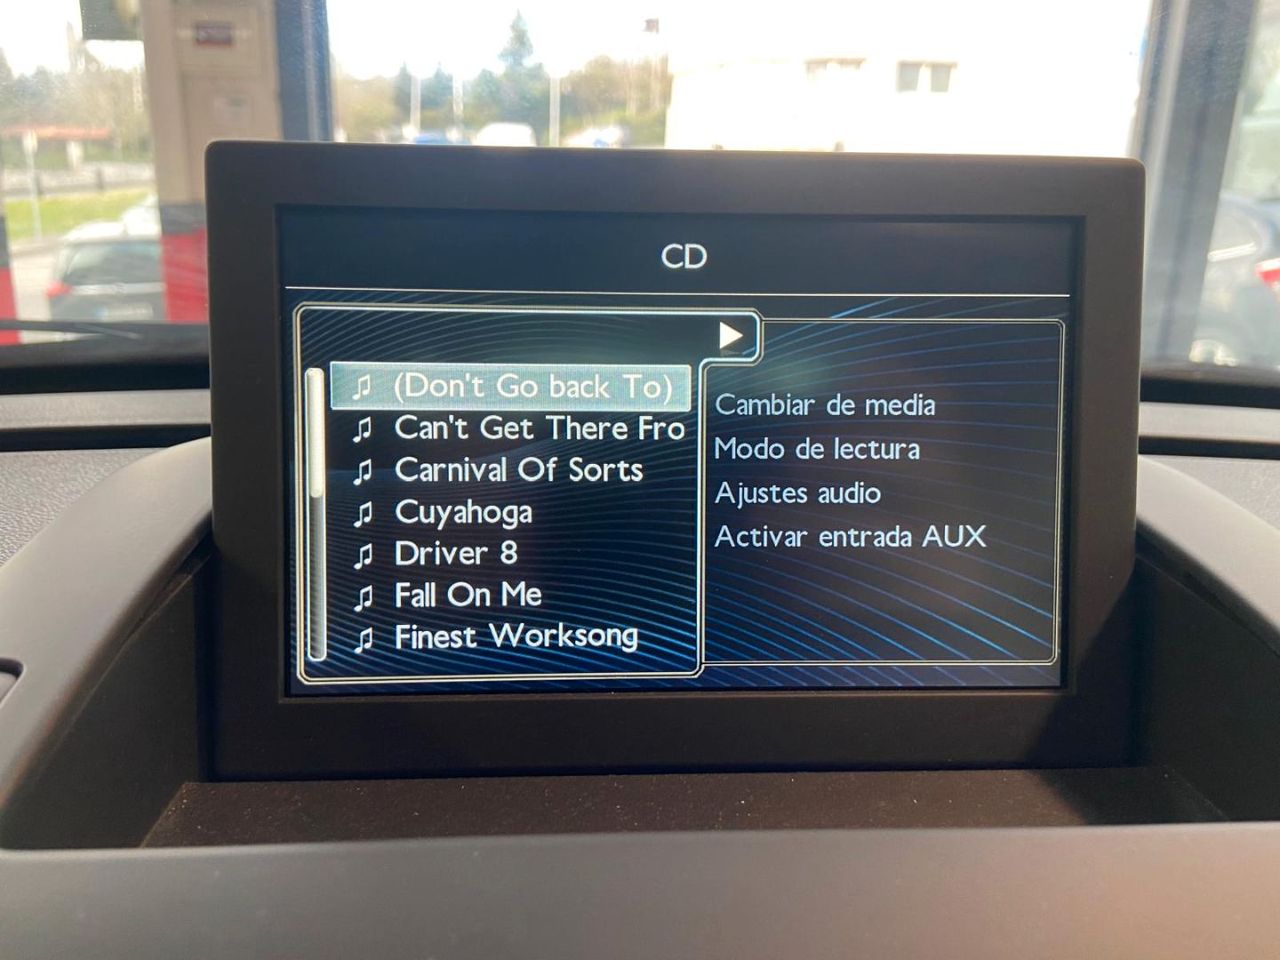 CD
(Don't Go back To)
Can't Get There Fro
Carnival Of Sorts
Cuyahoga
Driver 8
Fall On Me
Finest Worksong
Cambiar de media
Modo de lectura
Ajustes audio
Activar entrada AUX